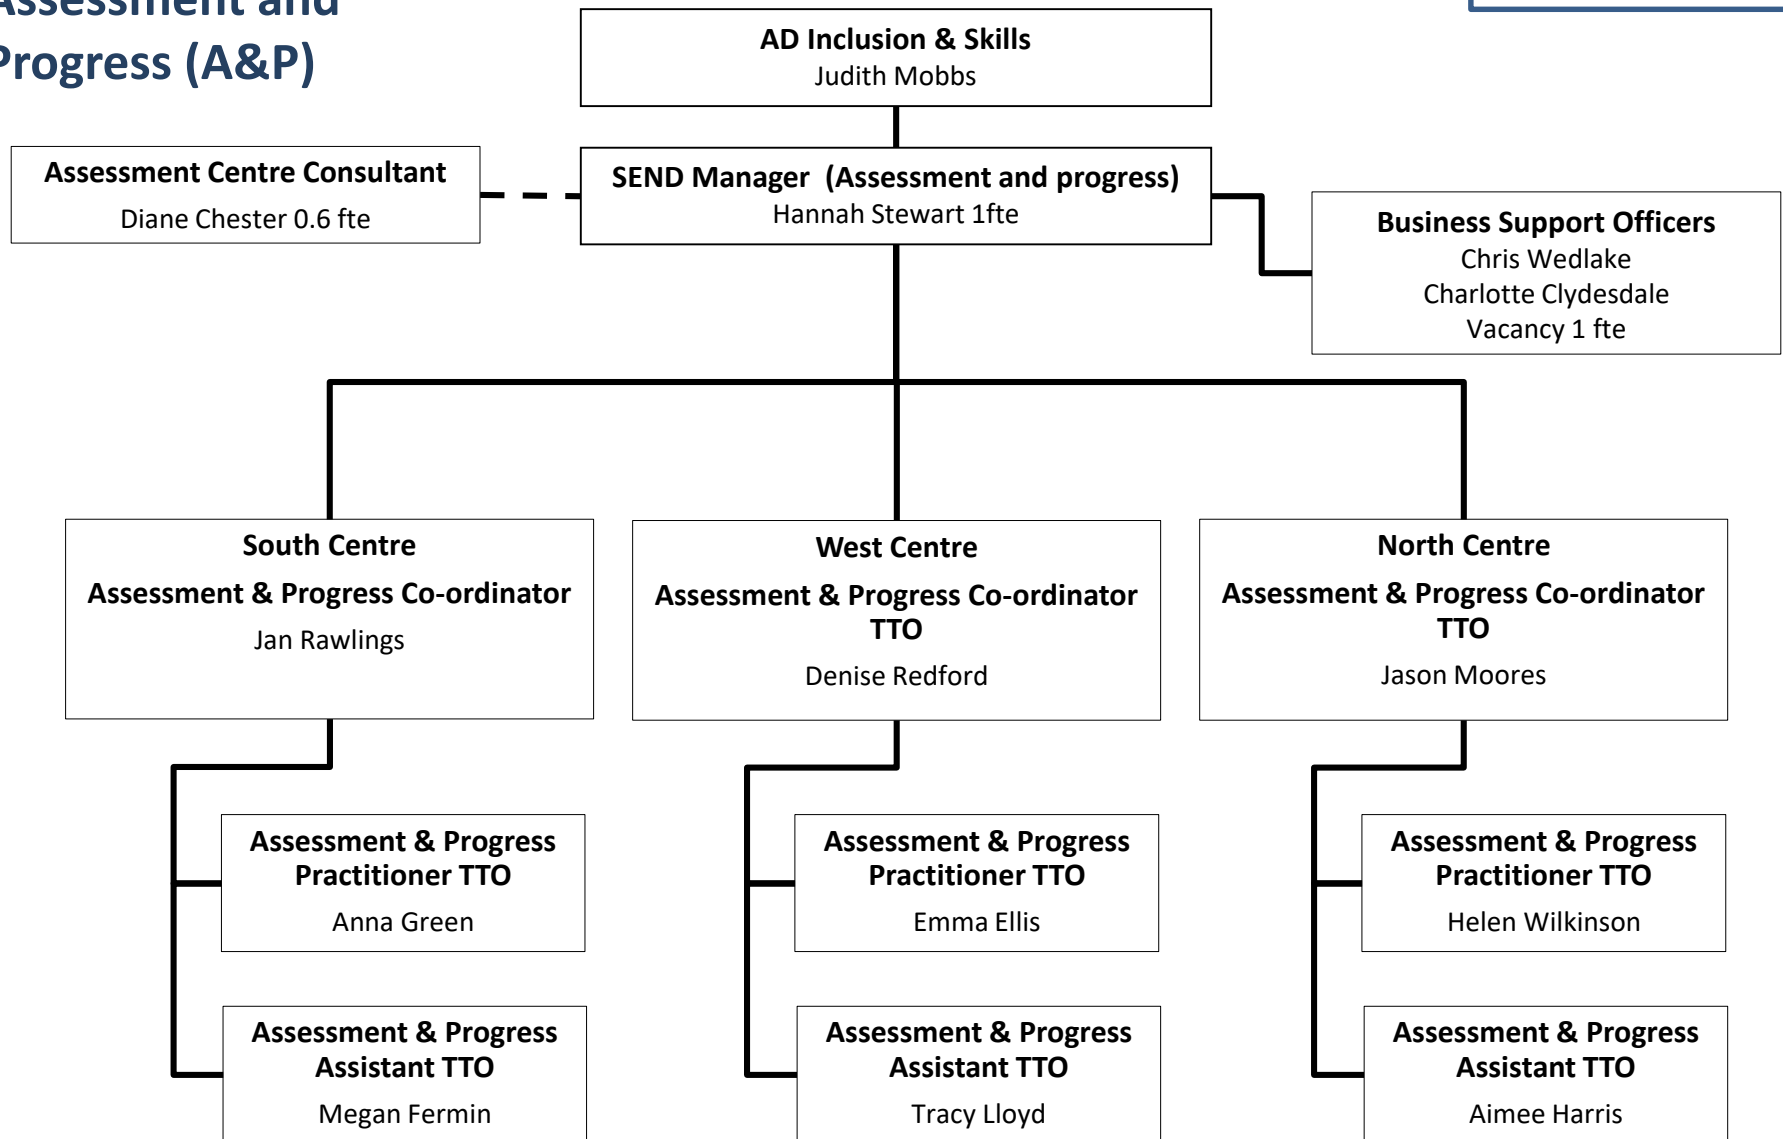 Assessment and
Progress (A&P)
AD Inclusion & Skills
Judith Mobbs
Assessment Centre Consultant
Diane Chester 0.6 fte
SEND Manager  (Assessment and progress)
Hannah Stewart 1fte
Business Support Officers
Chris Wedlake
Charlotte Clydesdale
Vacancy 1 fte
South Centre
Assessment & Progress Co-ordinator
Jan Rawlings
West Centre
Assessment & Progress Co-ordinator
TTO
Denise Redford
North Centre
Assessment & Progress Co-ordinator
TTO
Jason Moores
Assessment & Progress
Practitioner TTO
Anna Green
Assessment & Progress
Practitioner TTO
Emma Ellis
Assessment & Progress
Practitioner TTO
Helen Wilkinson
Assessment & Progress
Assistant TTO
Megan Fermin
Assessment & Progress
Assistant TTO
Tracy Lloyd
Assessment & Progress
Assistant TTO
Aimee Harris